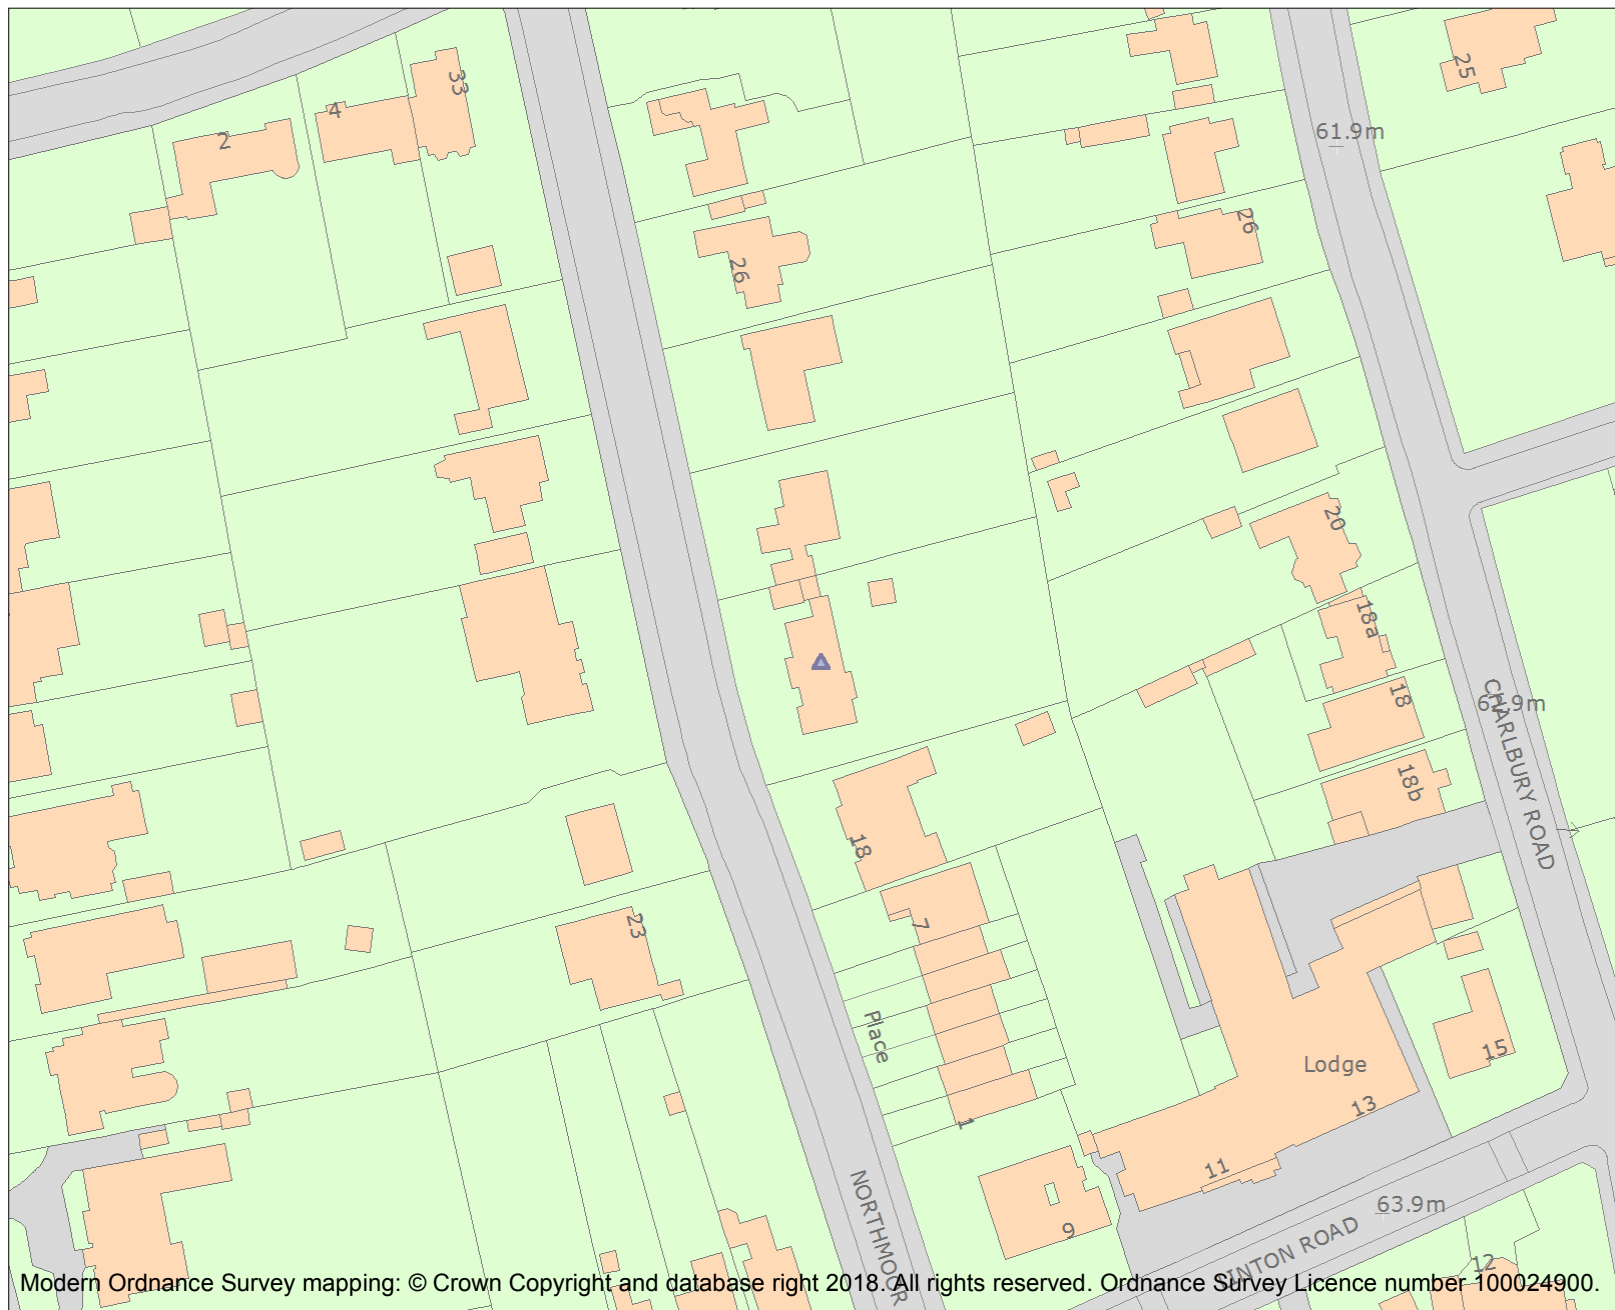 33
25
4
2
61.9m
26
26
20
18a
18
CHARLBURY ROAD
18b
18
7
23
Place
15
Lodge
13
1
11
NORTHMOOR
63.9m
9
LINTON ROAD
12
Modern Ordnance Survey mapping: © Crown Copyright and database right 2018. All rights reserved. Ordnance Survey Licence number 100024900.